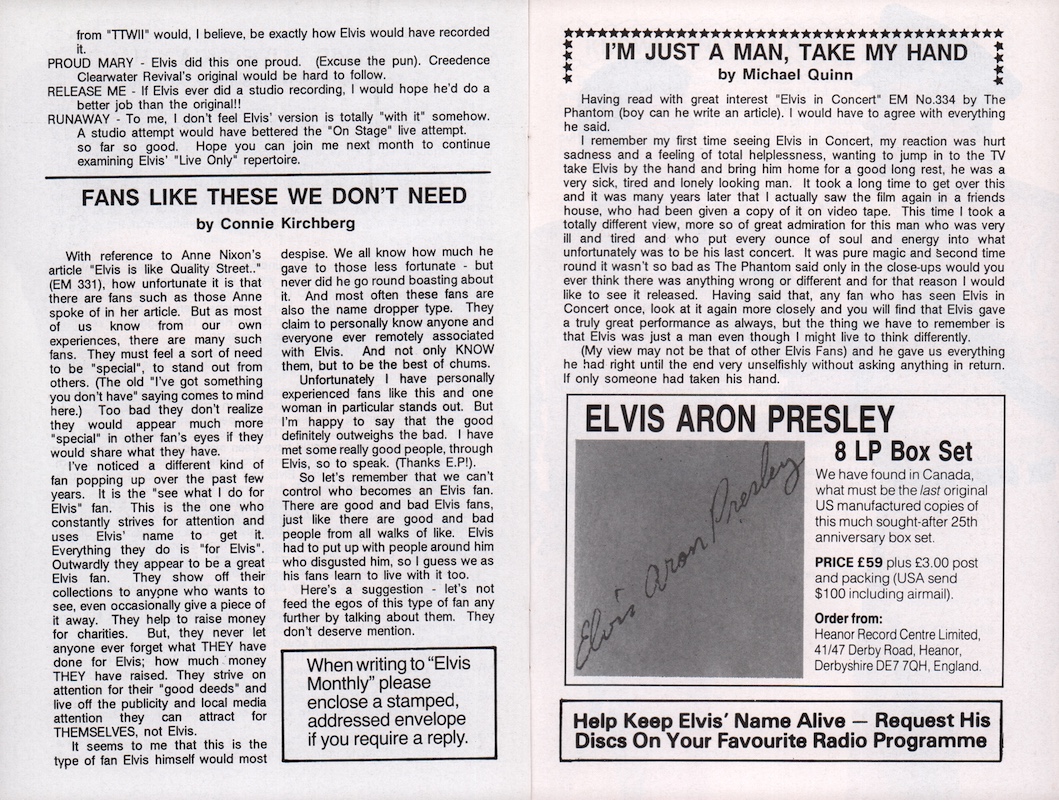 from "TTWII" would, I believe, be exactly how Elvis would have recorded
it.
PROUD MARY - Elvis did this one proud. (Excuse the pun). Creedence
Clearwater Revival's original would be hard to follow.
RELEASE ME - If Elvis ever did a studio recording, I would hope he'd do a
better job than the original!!
RUNAWAY - To me, I don't feel Elvis' version is totally "with it" somehow.
A studio attempt would have bettered the "On Stage" live attempt.
so far so good. Hope you can join me next month to continue
examining Elvis' "Live Only" repertoire.
FANS LIKE THESE WE DON'T NEED
by Connie Kirchberg
With reference to Anne Nixon's
article "Elvis is like Quality Street.."
(EM 331), how unfortunate it is that
there are fans such as those Anne
spoke of in her article. But as most
of us know from our own
experiences, there are many such
fans. They must feel a sort of need
to be "special", to stand out from
others. (The old "I've got something
you don't have" saying comes to mind
here.) Too bad they don't realize
they would appear much more
"special" in other fan's eyes if they
would share what they have.
I've noticed a different kind of
fan popping up over the past few
years. It is the "see what I do for
Elvis" fan. This is the one who
constantly strives for attention and
uses Elvis' name to get it.
Everything they do is "for Elvis".
Outwardly they appear to be a great
Elvis fan. They show off their
collections to anyone who wants to
see, even occasionally give a piece of
it away. They help to raise money
for charities. But, they never let
anyone ever forget what THEY have
done for Elvis; how much money
THEY have raised. They strive on
attention for their "good deeds" and
live off the publicity and local media
attention they can attract for
THEMSELVES, not Elvis.
It seems to me that this is the
type of fan Elvis himself would most
despise. We all know how much he
gave to those less fortunate - but
never did he go round boasting about
it. And most often these fans are
also the name dropper type. They
claim to personally know anyone and
everyone ever remotely associated
with Elvis. And not only KNOW
them, but to be the best of chums.
Unfortunately I have personally
experienced fans like this and one
woman in particular stands out. But
I'm happy to say that the good
definitely outweighs the bad. I have
met some really good people, through
Elvis, so to speak. (Thanks E.P!).
So let's remember that we can't
control who becomes an Elvis fan.
There are good and bad Elvis fans,
just like there are good and bad
people from all walks of like. Elvis
had to put up with people around him
who disgusted him, so I guess we as
his fans learn to live with it too.
Here's a suggestion - let's not
feed the egos of this type of fan any
further by talking about them. They
don't deserve mention.
When writing to "Elvis
Monthly" please
enclose a stamped,
addressed envelope
if you require a reply.
I'M JUST A MAN, TAKE MY HAND
by Michael Quinn
Having read with great interest "Elvis in Concert" EM No.334 by The
Phantom (boy can he write an article). I would have to agree with everything
he said.
I remember my first time seeing Elvis in Concert, my reaction was hurt
sadness and a feeling of total helplessness, wanting to jump in to the TV
take Elvis by the hand and bring him home for a good long rest, he was a
very sick, tired and lonely looking man. It took a long time to get over this
and it was many years later that I actually saw the film again in a friends
house, who had been given a copy of it on video tape. This time I took a
totally different view, more so of great admiration for this man who was very
ill and tired and who put every ounce of soul and energy into what
unfortunately was to be his last concert. It was pure magic and second time
round it wasn't so bad as The Phantom said only in the close-ups would you
ever think there was anything wrong or different and for that reason I would
like to see it released. Having said that, any fan who has seen Elvis in
Concert once, look at it again more closely and you will find that Elvis gave
a truly great performance as always, but the thing we have to remember is
that Elvis was just a man even though I might live to think differently.
(My view may not be that of other Elvis Fans) and he gave us everything
he had right until the end very unselfishly without asking anything in return.
If only someone had taken his hand.
ELVIS ARON PRESLEY
8 LP Box Set
Elvis Aron Presley
We have found in Canada,
what must be the last original
US manufactured copies of
this much sought-after 25th
anniversary box set.
PRICE £59 plus £3.00 post
and packing (USA send
$100 including airmail).
Order from:
Heanor Record Centre Limited,
41/47 Derby Road, Heanor,
Derbyshire DE7 7QH, England.
Help Keep Elvis' Name Alive — Request His
Discs On Your Favourite Radio Programme